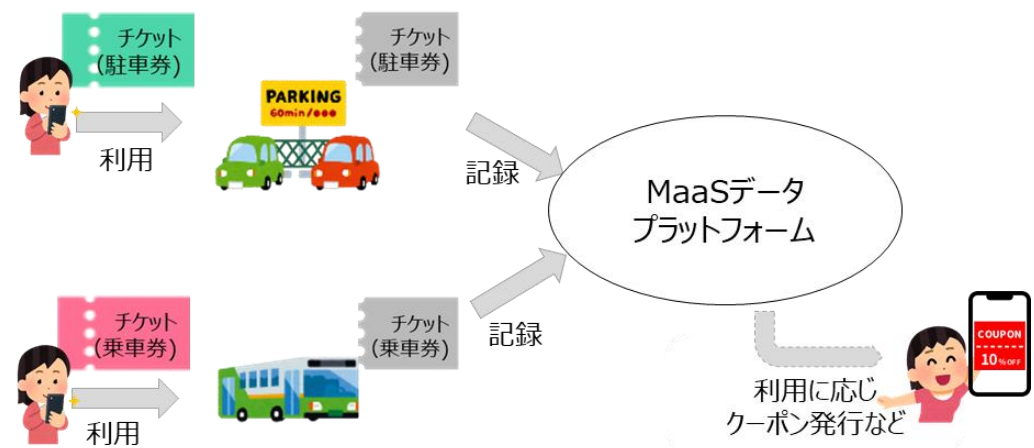 チケット
(駐車券)
チケット
(駐車券)
PARKING
60min/●●●
利用
記録
MaaSデータ
プラットフォーム
チケット
(乗車券)
チケット
(乗車券)
記録
利用
COUPON
10%OFF
利用に応じ
クーポン発行など